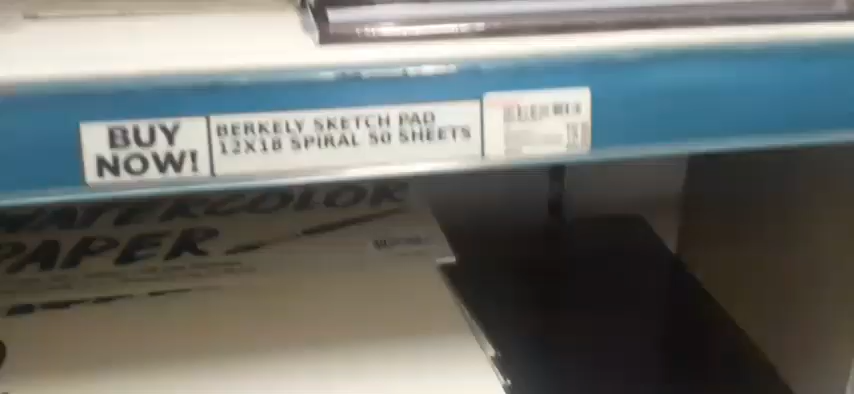 BUY
NOW!
BERKELY SKETCH PAD
12X18 SPIRAL 50 SHEETS
WATERCOLOR
PAPER